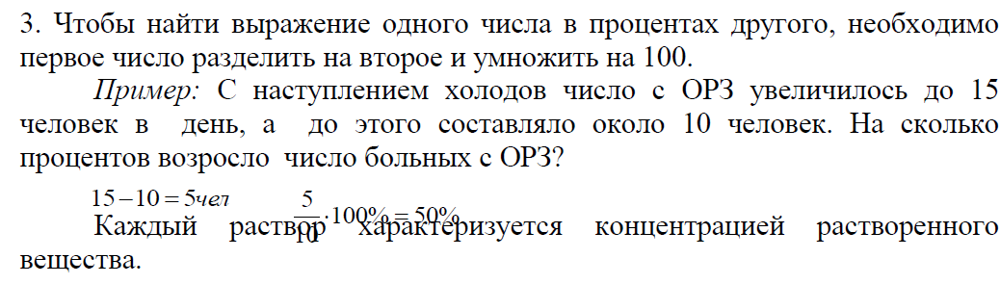 3. Чтобы найти выражение одного числа в процентах другого, необходимо
первое число разделить на второе и умножить на 100.
Пример: С наступлением холодов число с ОРЗ увеличилось до 15
человек в день, а до этого составляло около 10 человек. На сколько
процентов возросло число больных с ОРЗ?
15 – 10 = 5чел 5/10 · 100% = 50%
Каждый раствор характеризуется концентрацией растворенного
вещества.